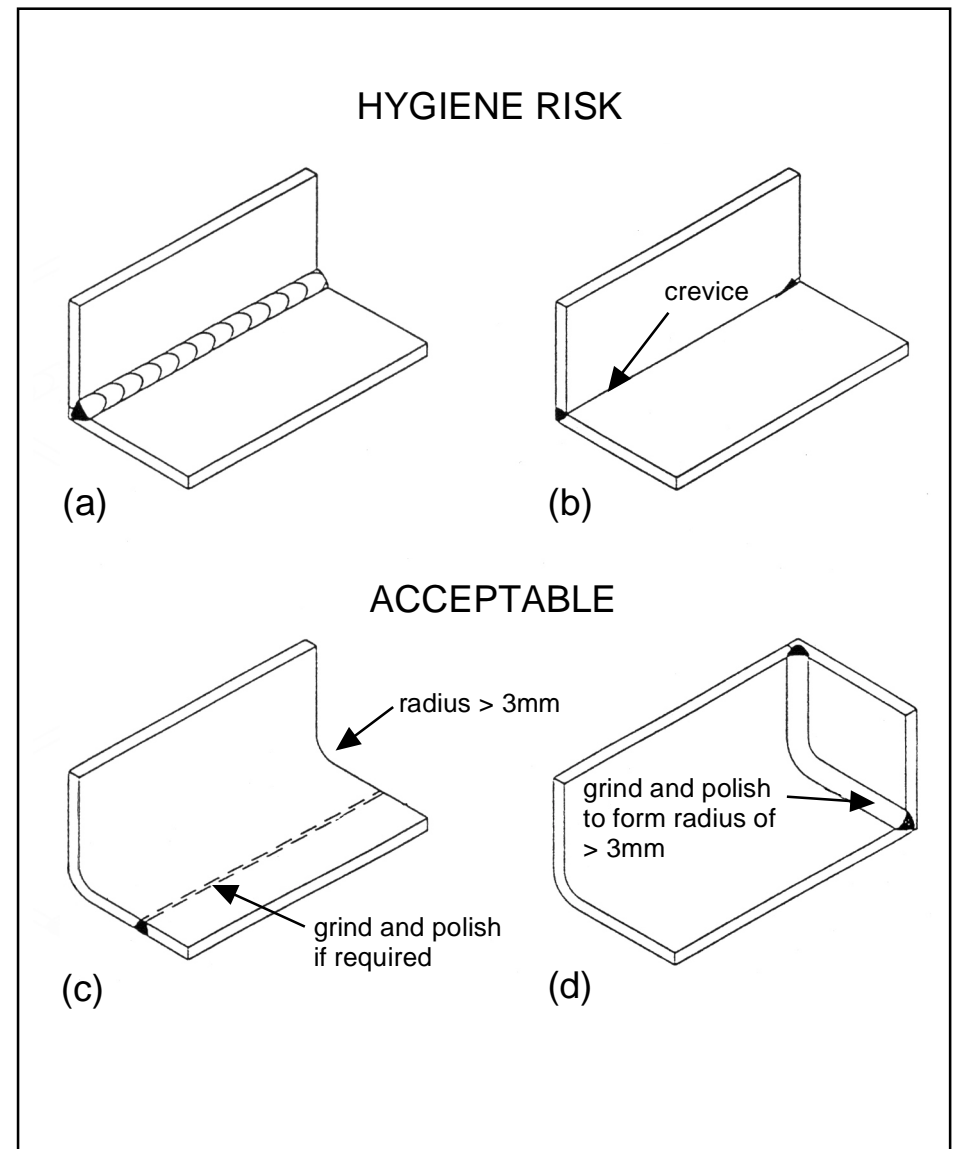 HYGIENE RISK
crevice
(a)
(b)
ACCEPTABLE
radius > 3mm
grind and polish
if required
grind and polish
to form radius of
> 3mm
(c)
(d)